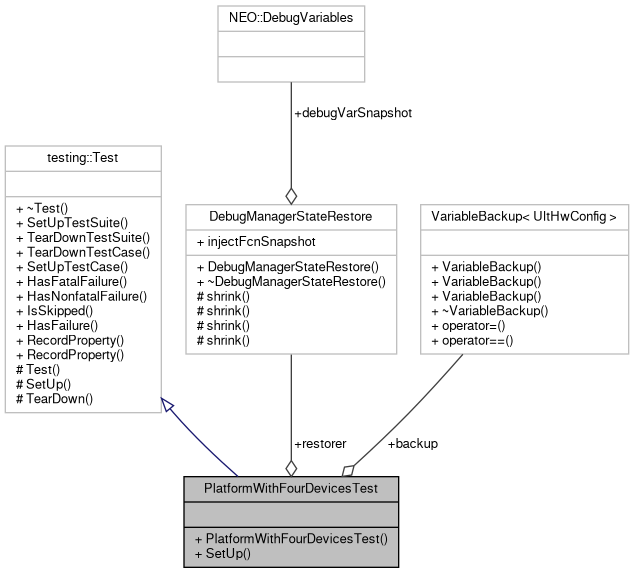 NEO::DebugVariables
+debugVarSnapshot
testing::Test
+ ~Test()
+ SetUpTestSuite()
+ TearDownTestSuite()
+ TearDownTestCase()
+ SetUpTestCase()
+ HasFatalFailure()
+ HasNonfatalFailure()
+ IsSkipped()
+ HasFailure()
+ RecordProperty()
+ RecordProperty()
# Test()
# SetUp()
# TearDown()
DebugManagerStateRestore
+ injectFcnSnapshot
+ DebugManagerStateRestore()
+ ~DebugManagerStateRestore()
# shrink()
# shrink()
# shrink()
# shrink()
VariableBackup< UltHwConfig >
+ VariableBackup()
+ VariableBackup()
+ VariableBackup()
+ ~VariableBackup()
+ operator=()
+ operator==()
+restorer
+backup
PlatformWithFourDevicesTest
+ PlatformWithFourDevicesTest()
+ SetUp()